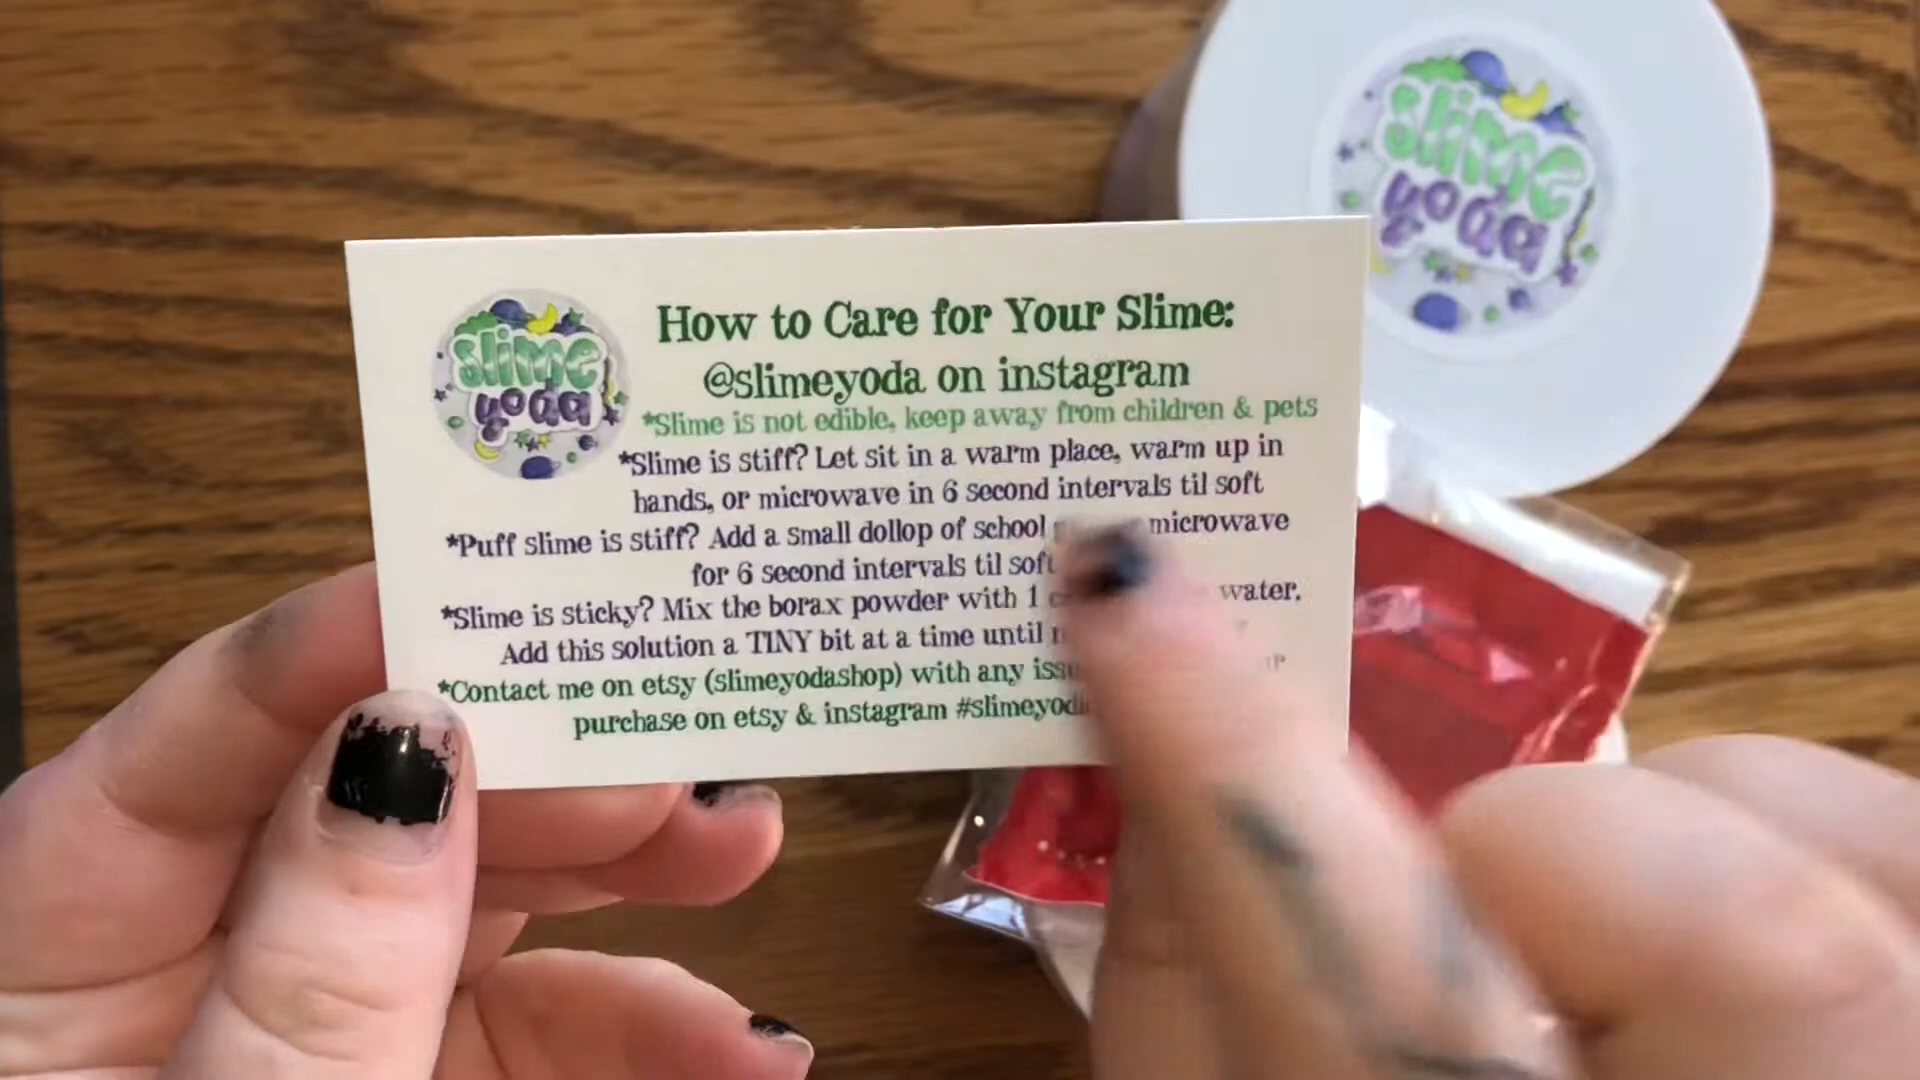 slime
yoda
slime
yoda
How to Care for Your Slime:
@slimeyoda on instagram
*Slime is not edible, keep away from children & pets
*Slime is stiff? Let sit in a warm place, warm up in
hands, or microwave in 6 second intervals til soft
*Puff slime is stiff? Add a small dollop of school microwave
for 6 second intervals til soft
*Slime is sticky? Mix the borax powder with 1 water.
Add this solution a TINY bit at a time until
*Contact me on etsy (slimeyodashop) with any
purchase on etsy & instagram